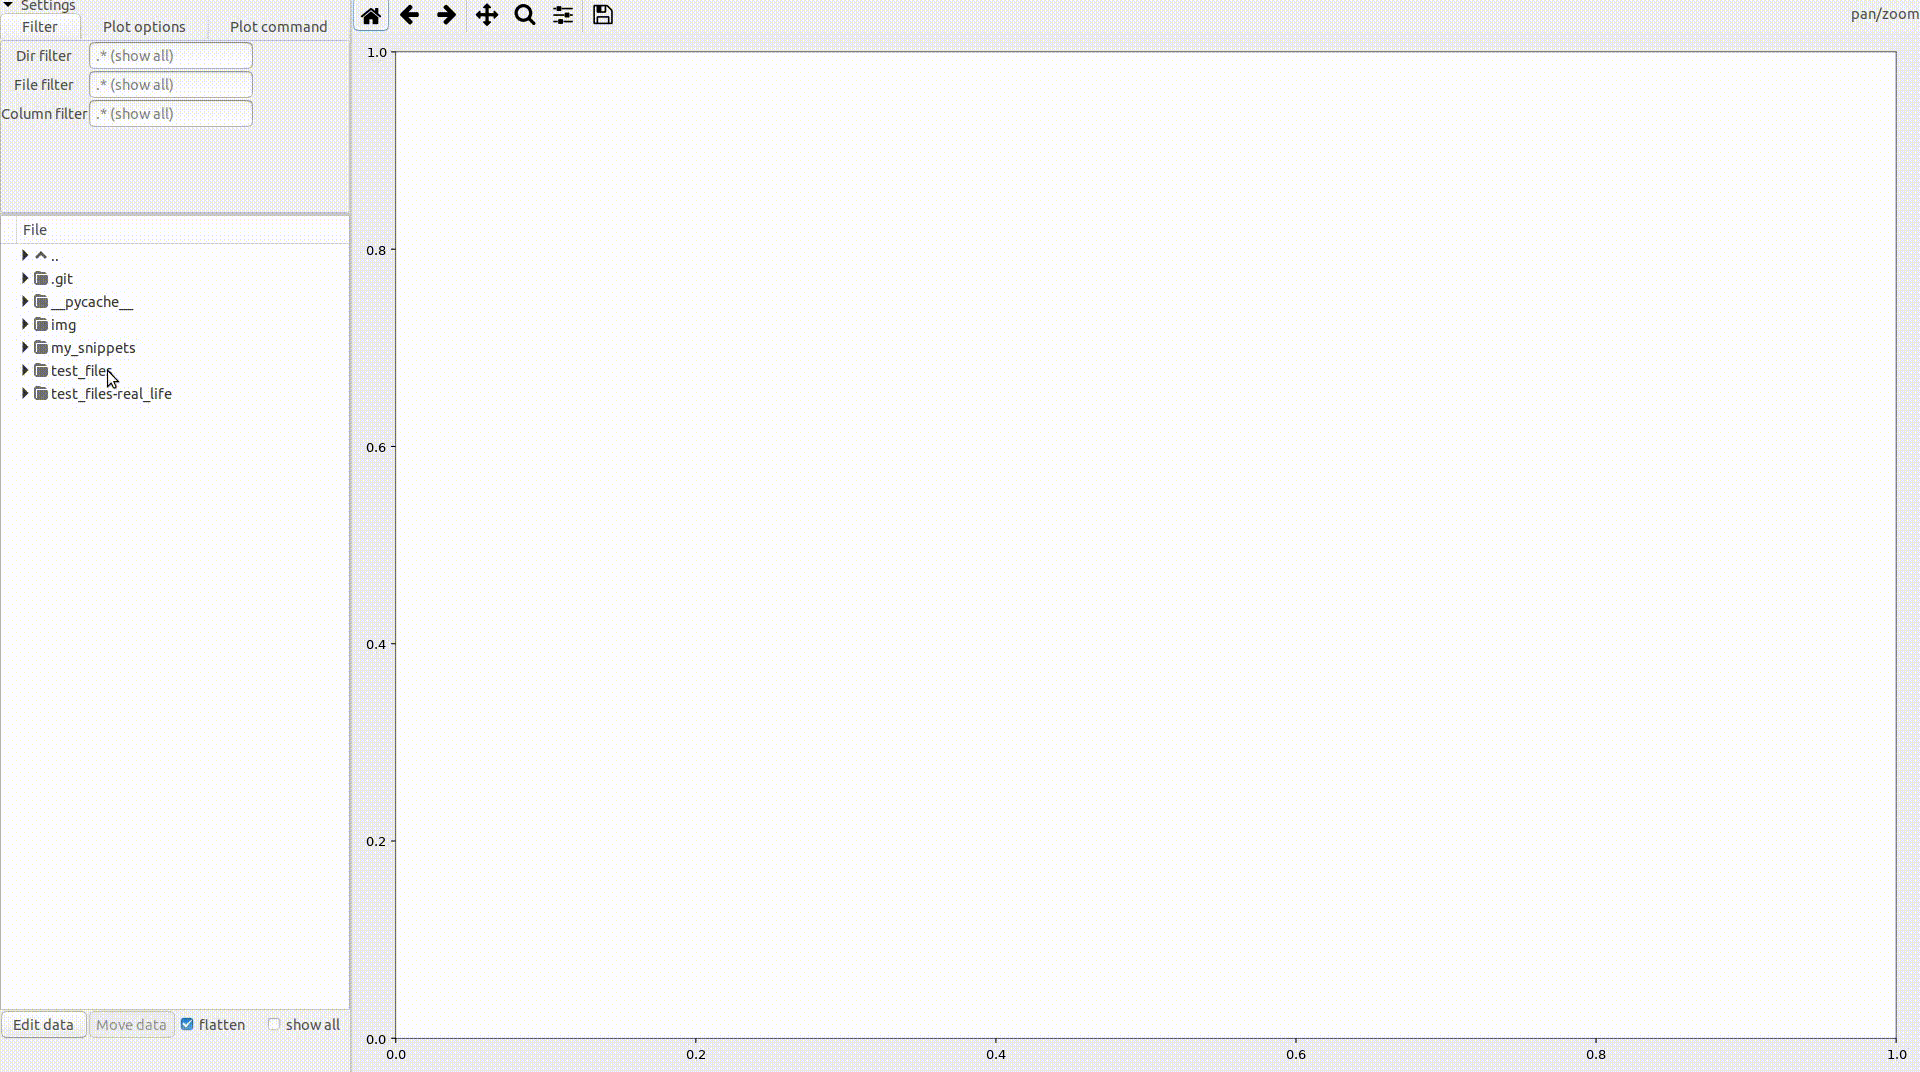 Settings
pan/zoom
Filter Plot options Plot command
Dir filter .* (show all)
File filter .* (show all)
Column filter .* (show all)
File
..
.git
__pycache__
img
my_snippets
test_files
test_files-real_life
Edit data Move data flatten show all
1.0
0.8
0.6
0.4
0.2
0.0
0.0 0.2 0.4 0.6 0.8 1.0